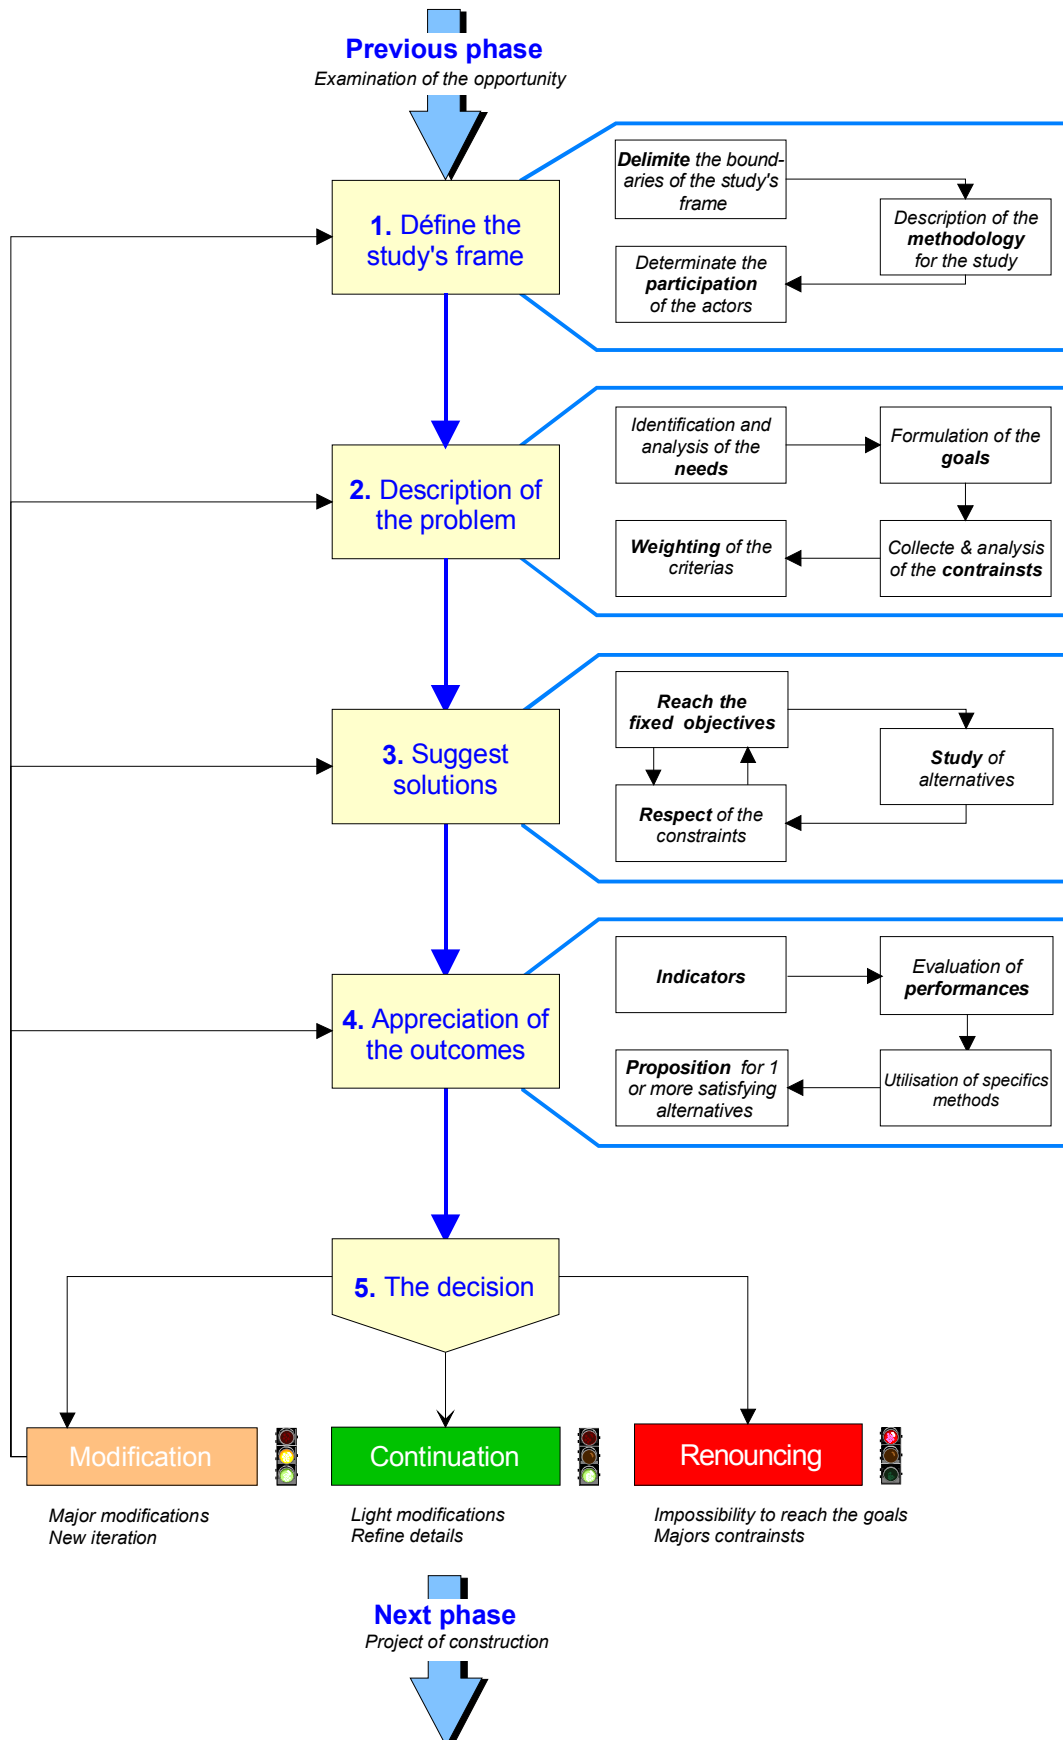 Previous phase
Examination of the opportunity
1. Défine the
study's frame
Delimite the bound-
aries of the study's
frame
Description of the
methodology
for the study
Determinate the
participation
of the actors
2. Description of
the problem
Identification and
analysis of the
needs
Formulation of the
goals
Weighting of the
criterias
Collecte & analysis
of the contrainsts
3. Suggest
solutions
Reach the
fixed objectives
Study of
alternatives
Respect of the
constraints
4. Appreciation of
the outcomes
Indicators
Evaluation of
performances
Proposition for 1
or more satisfying
alternatives
Utilisation of specifics
methods
5. The decision
Modification
Continuation
Renouncing
Major modifications
New iteration
Light modifications
Refine details
Impossibility to reach the goals
Majors contrainsts
Next phase
Project of construction